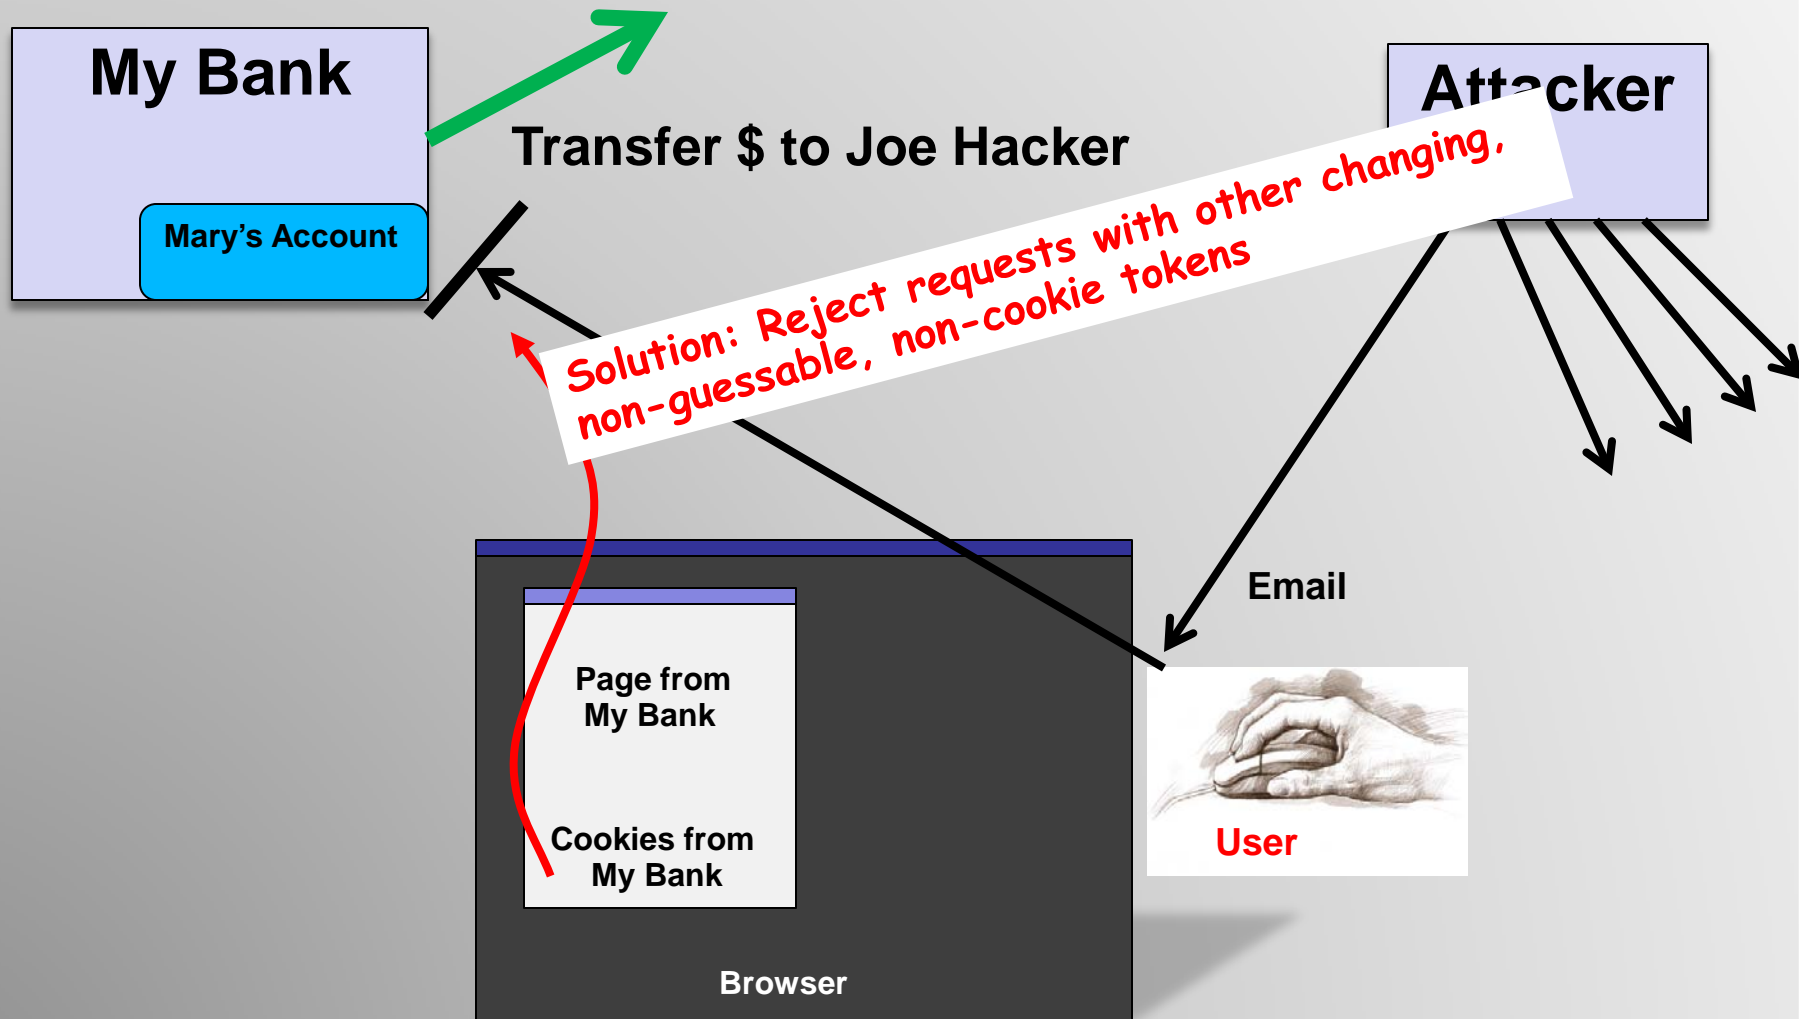 My Bank
Attacker
Transfer $ to Joe Hacker
Mary’s Account
Solution: Reject requests with other changing,
non-guessable, non-cookie tokens
Email
Page from
My Bank
User
Cookies from
My Bank
Browser